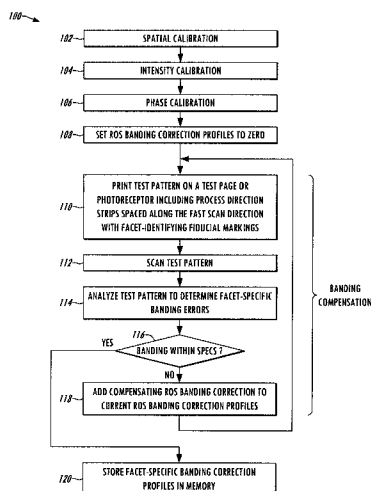 100
102
SPATIAL CALIBRATION
104
INTENSITY CALIBRATION
106
PHASE CALIBRATION
108
SET ROS BANDING CORRECTION PROFILES TO ZERO
110
PRINT TEST PATTERN ON A TEST PAGE OR
PHOTORECEPTOR INCLUDING PROCESS DIRECTION
STRIPS SPACED ALONG THE FAST SCAN DIRECTION
WITH FACET-IDENTIFYING FIDUCIAL MARKINGS
112
SCAN TEST PATTERN
114
ANALYZE TEST PATTERN TO DETERMINE FACET-SPECIFIC
BANDING ERRORS
BANDING
COMPENSATION
116
YES
BANDING WITHIN SPECS ?
NO
118
ADD COMPENSATING ROS BANDING CORRECTION TO
CURRENT ROS BANDING CORRECTION PROFILES
120
STORE FACET-SPECIFIC BANDING CORRECTION
PROFILES IN MEMORY